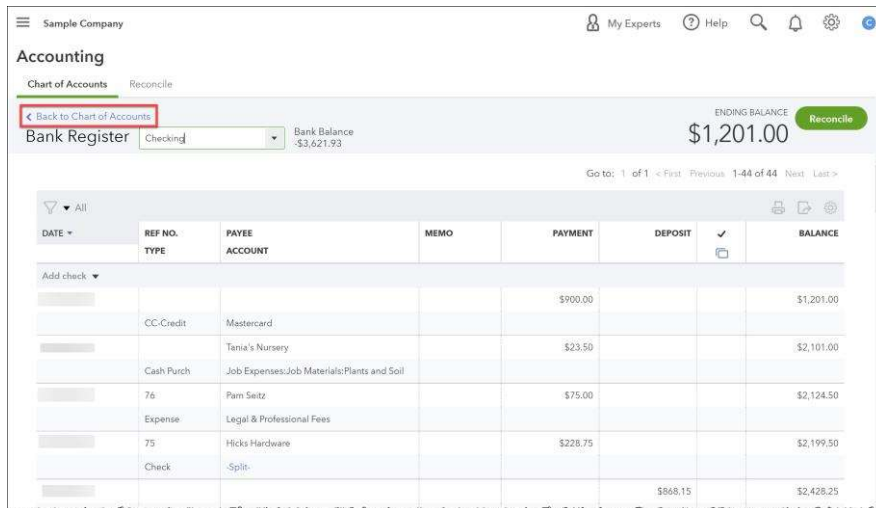 Sample Company
My Experts
Help
C
Accounting
Chart of Accounts Reconcile
Back to Chart of Accounts
Bank Register Checking Bank Balance
-$3,621.93
ENDING BALANCE
$1,201.00
Reconcile
Go to: 1 of 1 < First Previous 1-44 of 44 Next Last >
All
DATE REF NO. PAYEE MEMO PAYMENT DEPOSIT BALANCE
TYPE ACCOUNT
Add check
$900.00 $1,201.00
CC-Credit Mastercard
Tania's Nursery $23.50 $2,101.00
Cash Purch Job Expenses:Job Materials:Plants and Soil
76 Pam Seitz $75.00 $2,124.50
Expense Legal & Professional Fees
75 Hicks Hardware $228.75 $2,199.50
Check -Split-
$868.15 $2,428.25